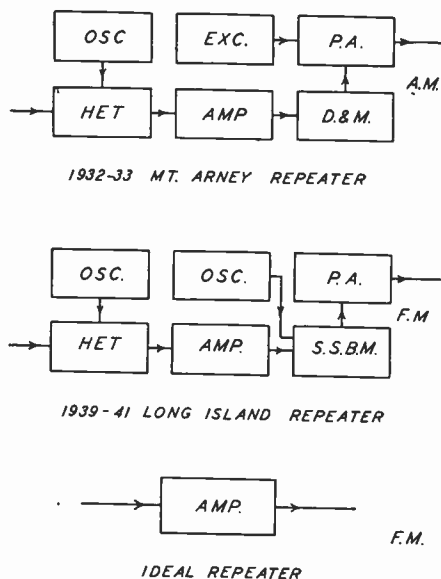 OSC EXC. P.A.
A.M.
HET AMP D.&M.
1932-33 MT. ARNEY REPEATER
OSC. OSC. P.A.
F.M
HET AMP. S.S.B.M.
1939-41 LONG ISLAND REPEATER
AMP.
F.M.
IDEAL REPEATER